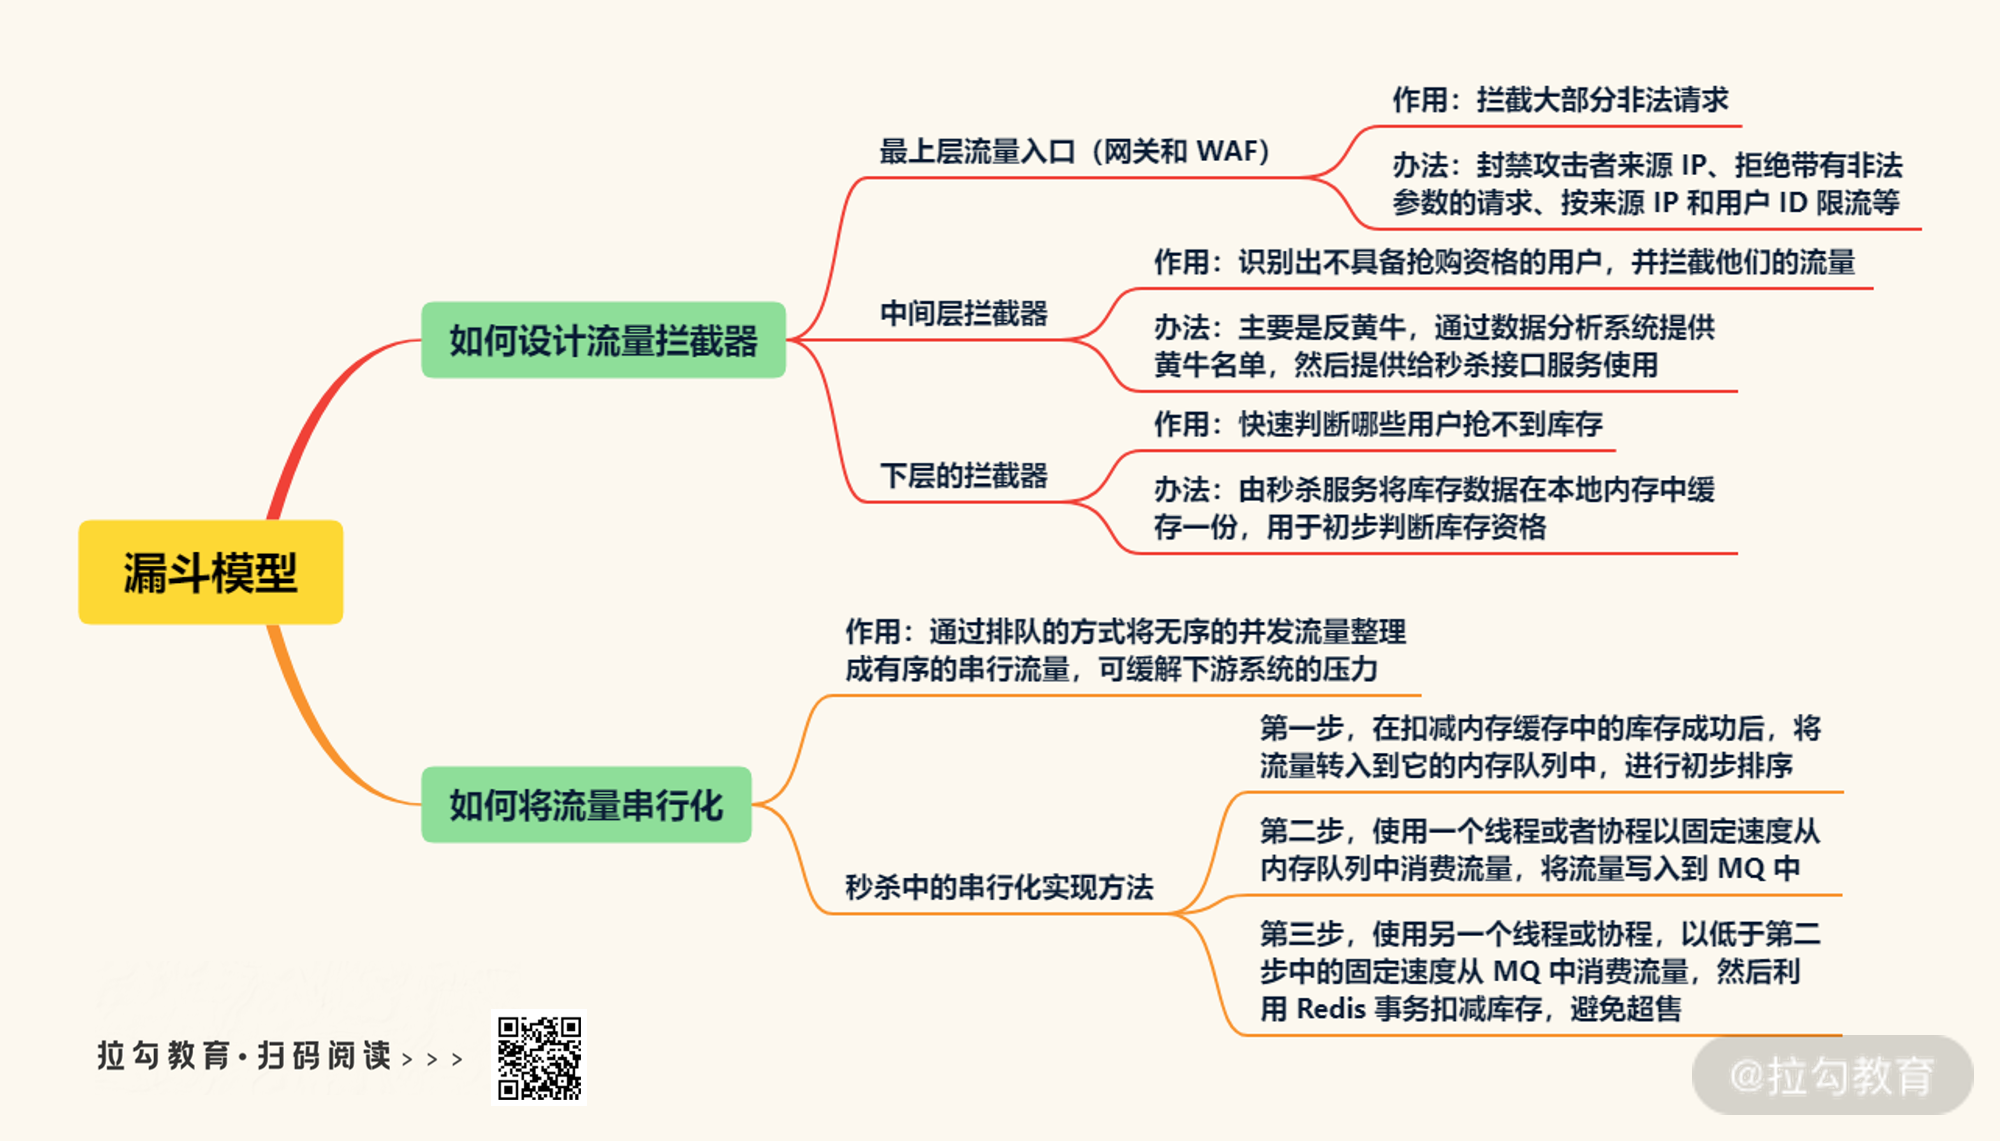 漏斗模型
如何设计流量拦截器
最上层流量入口（网关和 WAF）
作用：拦截大部分非法请求
办法：封禁攻击者来源 IP、拒绝带有非法
参数的请求、按来源 IP 和用户 ID 限流等
中间层拦截器
作用：识别出不具备抢购资格的用户，并拦截他们的流量
办法：主要是反黄牛，通过数据分析系统提供
黄牛名单，然后提供给秒杀接口服务使用
下层的拦截器
作用：快速判断哪些用户抢不到库存
办法：由秒杀服务将库存数据在本地内存中缓
存一份，用于初步判断库存资格
如何将流量串行化
作用：通过排队的方式将无序的并发流量整理
成有序的串行流量，可缓解下游系统的压力
秒杀中的串行化实现方法
第一步，在扣减内存缓存中的库存成功后，将
流量转入到它的内存队列中，进行初步排序
第二步，使用一个线程或者协程以固定速度从
内存队列中消费流量，将流量写入到 MQ 中
第三步，使用另一个线程或协程，以低于第二
步中的固定速度从 MQ 中消费流量，然后利
用 Redis 事务扣减库存，避免超售
拉勾教育·扫码阅读>>>
@拉勾教育